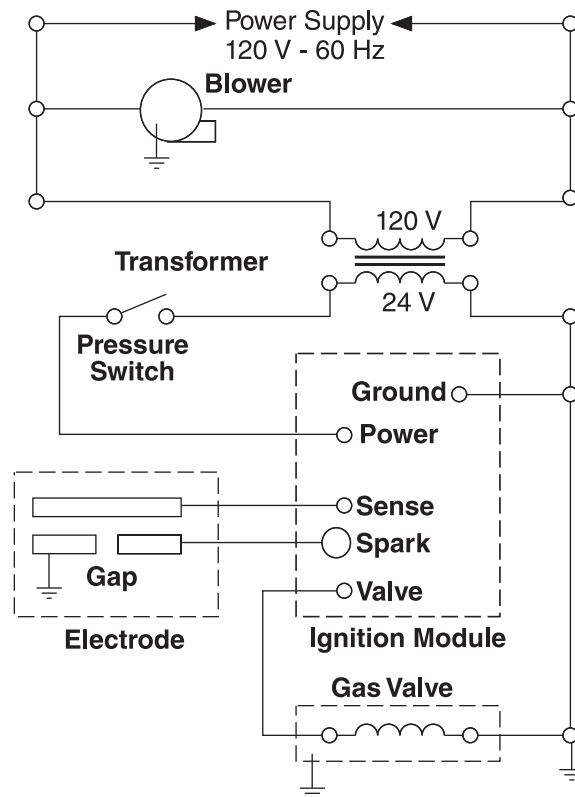 Power Supply
120 V - 60 Hz
Blower
120 V
Transformer
24 V
Pressure
Switch
Ground
Power
Sense
Spark
Gap
Valve
Electrode
Ignition Module
Gas Valve